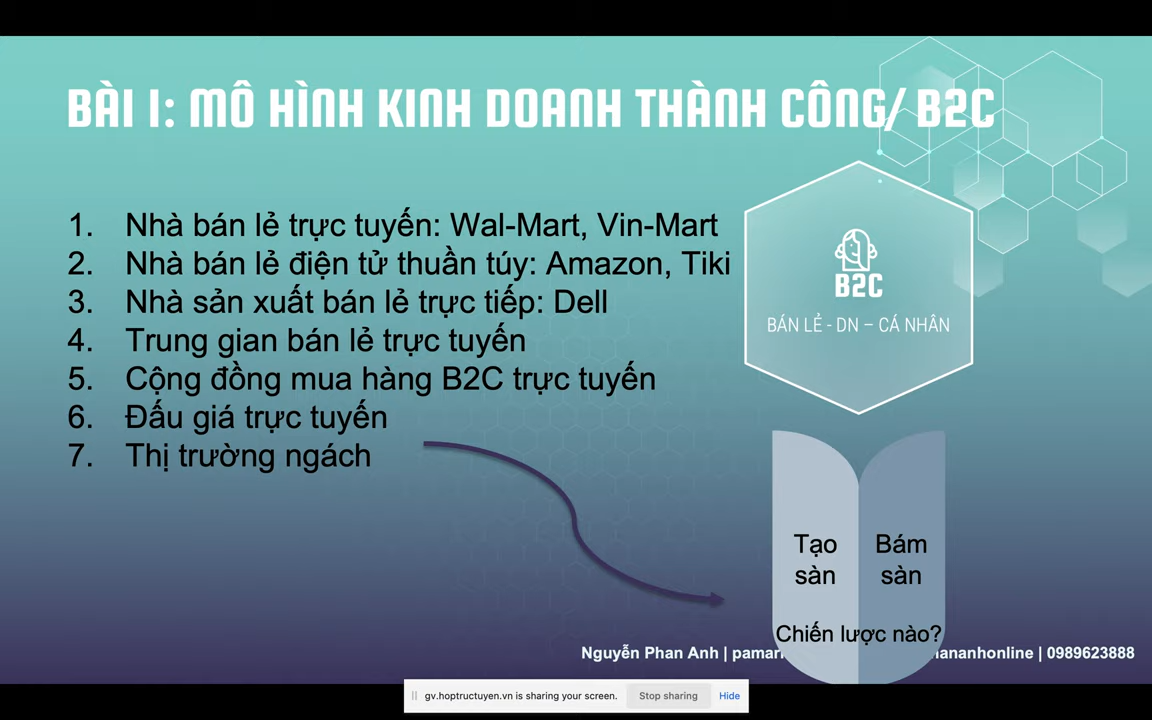 BÀI 1: MÔ HÌNH KINH DOANH THÀNH CÔNG/ B2C
1. Nhà bán lẻ trực tuyến: Wal-Mart, Vin-Mart
2. Nhà bán lẻ điện tử thuần túy: Amazon, Tiki
3. Nhà sản xuất bán lẻ trực tiếp: Dell
4. Trung gian bán lẻ trực tuyến
5. Cộng đồng mua hàng B2C trực tuyến
6. Đấu giá trực tuyến
7. Thị trường ngách
B2C
BÁN LẺ - DN – CÁ NHÂN
Tạo sàn
Bám sàn
Chiến lược nào?
Nguyễn Phan Anh | | 0989623888
gv.hoptructuyen.vn is sharing your screen. Stop sharing Hide